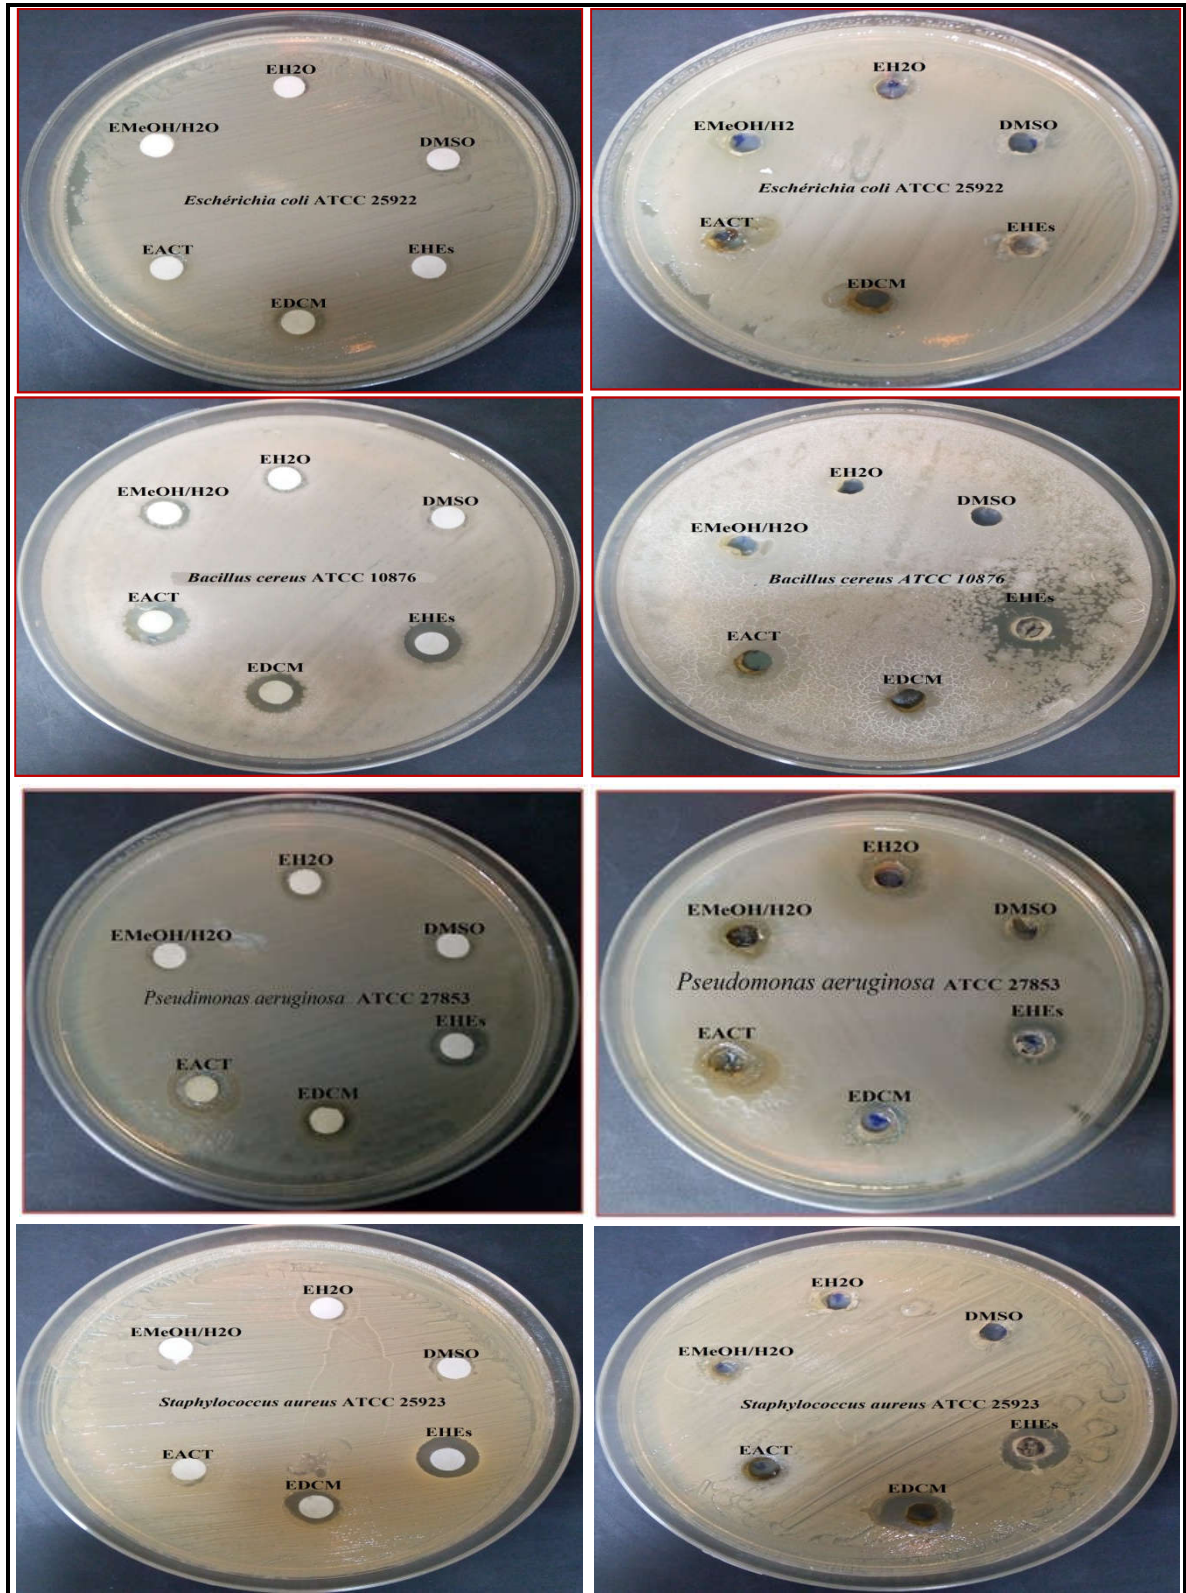 EH2O
EMeOH/H2O
DMSO
Eschérichia coli ATCC 25922
EACT
EHEs
EDCM
EH2O
EMeOH/H2
DMSO
Eschérichia coli ATCC 25922
EACT
EHEs
EDCM
EH2O
EMeOH/H2O
DMSO
Bacillus cereus ATCC 10876
EACT
EHEs
EDCM
EH2O
DMSO
EMeOH/H2O
Bacillus cereus ATCC 10876
EHEs
EACT
EDCM
EH2O
EMeOH/H2O
DMSO
Pseudimonas aeruginosa ATCC 27853
EHEs
EACT
EDCM
EH2O
EMeOH/H2O
DMSO
Pseudomonas aeruginosa ATCC 27853
EHEs
EACT
EDCM
EH2O
EMeOH/H2O
DMSO
Staphylococcus aureus ATCC 25923
EHEs
EACT
EDCM
EH2O
DMSO
EMeOH/H2O
Staphylococcus aureus ATCC 25923
EHEs
EACT
EDCM